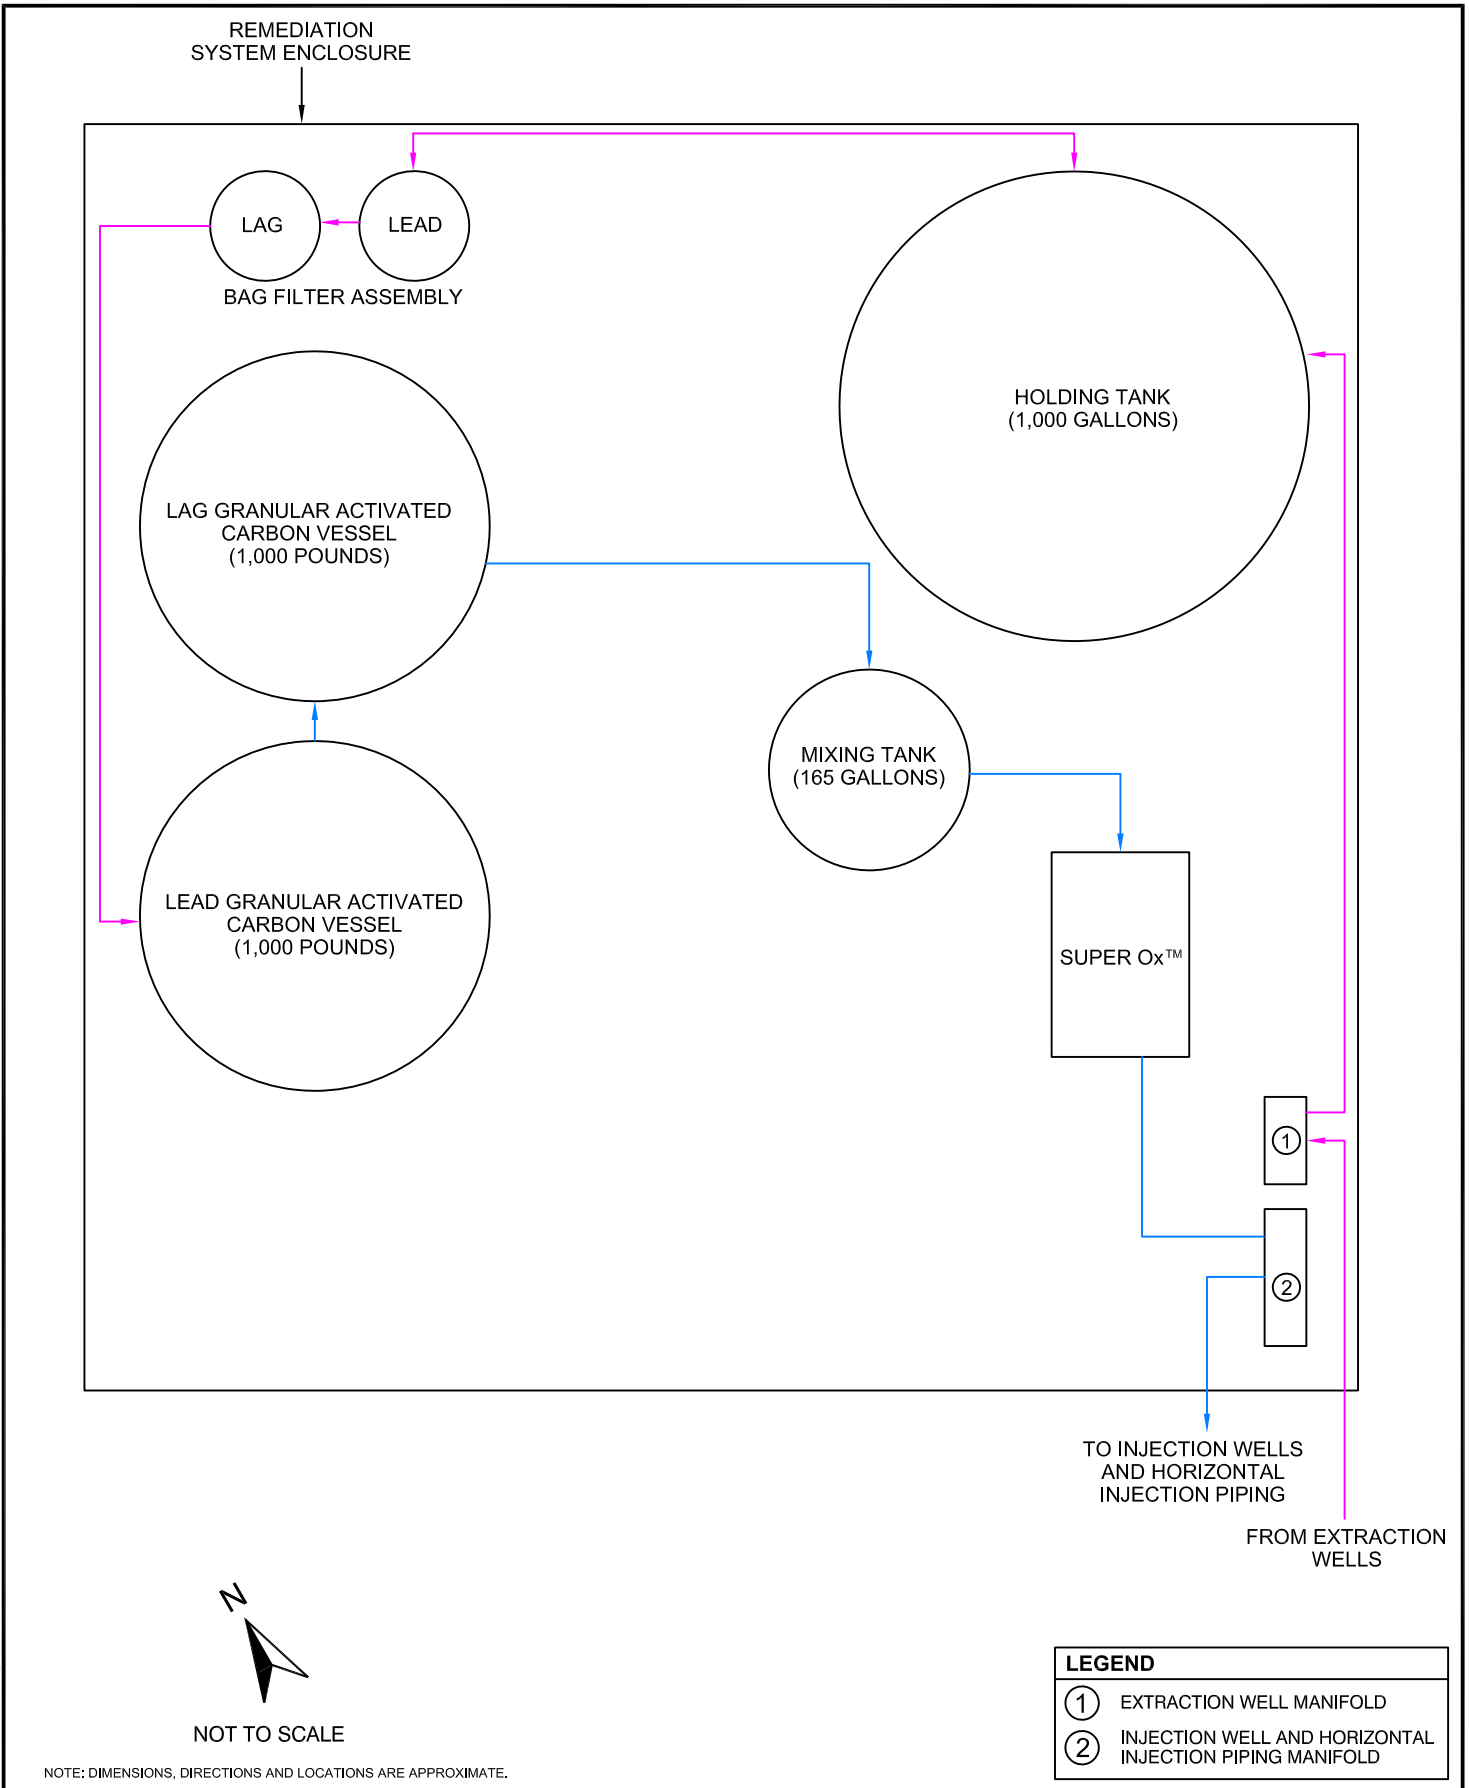 REMEDIATION
SYSTEM ENCLOSURE
LAG
LEAD
BAG FILTER ASSEMBLY
HOLDING TANK
(1,000 GALLONS)
LAG GRANULAR ACTIVATED
CARBON VESSEL
(1,000 POUNDS)
MIXING TANK
(165 GALLONS)
LEAD GRANULAR ACTIVATED
CARBON VESSEL
(1,000 POUNDS)
SUPER Ox™
1
2
TO INJECTION WELLS
AND HORIZONTAL
INJECTION PIPING
FROM EXTRACTION
WELLS
N
NOT TO SCALE
NOTE: DIMENSIONS, DIRECTIONS AND LOCATIONS ARE APPROXIMATE.
LEGEND
1 EXTRACTION WELL MANIFOLD
2 INJECTION WELL AND HORIZONTAL
INJECTION PIPING MANIFOLD